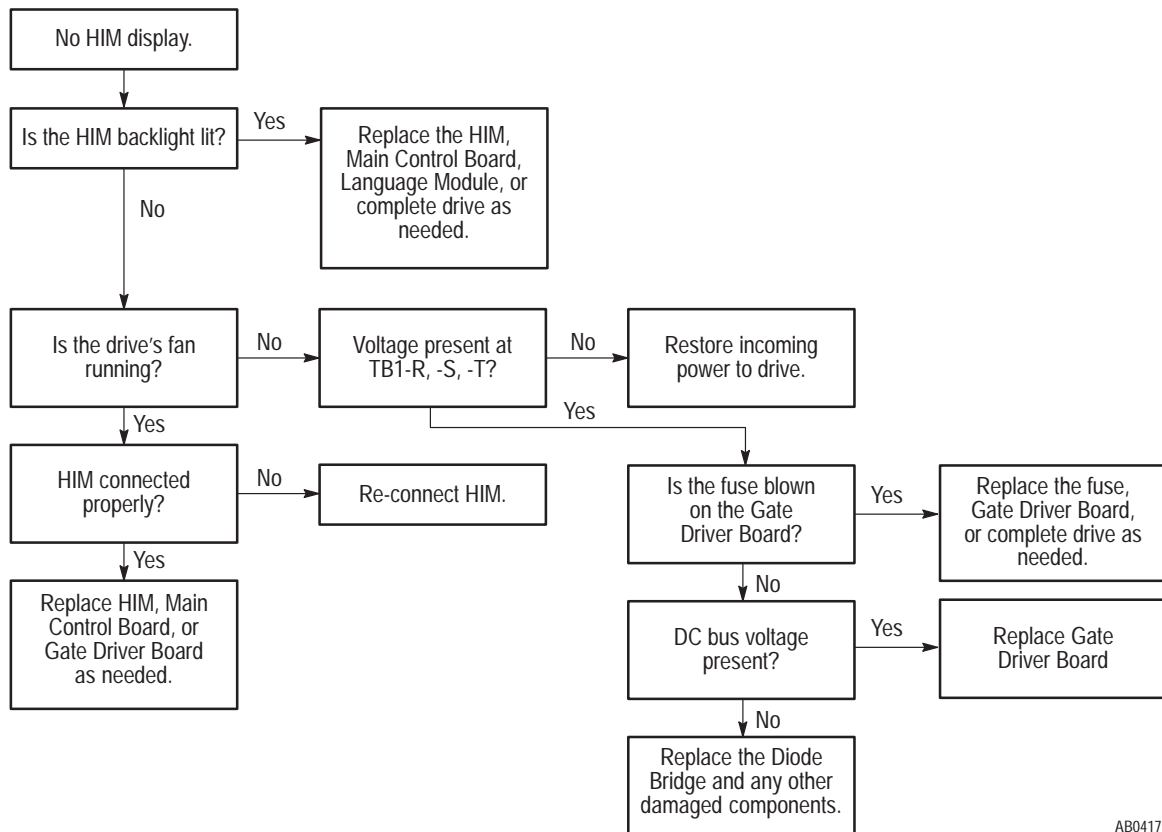 No HIM display.
Is the HIM backlight lit?
Yes
Replace the HIM,
Main Control Board,
Language Module, or
complete drive as
needed.
No
Is the drive's fan
running?
No
Voltage present at
TB1-R, -S, -T?
No
Restore incoming
power to drive.
Yes
Yes
HIM connected
properly?
No
Re-connect HIM.
Is the fuse blown
on the Gate
Driver Board?
Yes
Replace the fuse,
Gate Driver Board,
or complete drive as
needed.
Yes
Replace HIM, Main
Control Board, or
Gate Driver Board
as needed.
No
DC bus voltage
present?
Yes
Replace Gate
Driver Board
No
Replace the Diode
Bridge and any other
damaged components.
AB0417